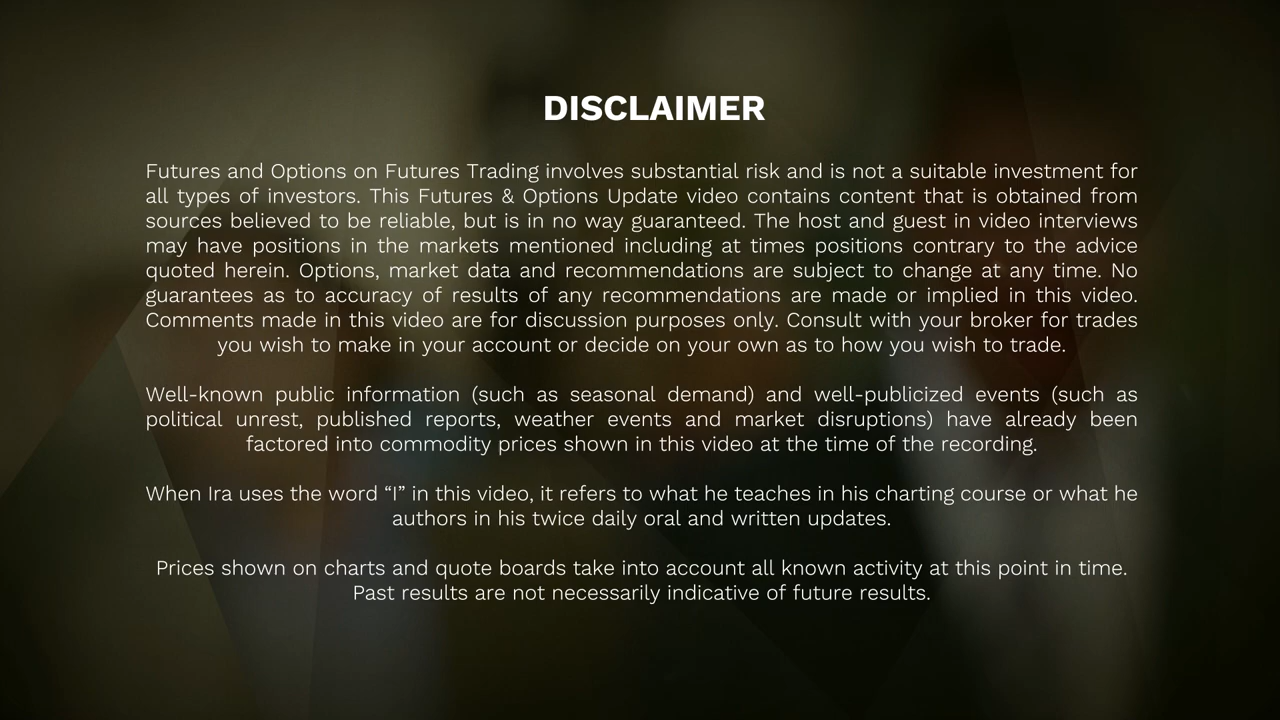 DISCLAIMER
Futures and Options on Futures Trading involves substantial risk and is not a suitable investment for
all types of investors. This Futures & Options Update video contains content that is obtained from
sources believed to be reliable, but is in no way guaranteed. The host and guest in video interviews
may have positions in the markets mentioned including at times positions contrary to the advice
quoted herein. Options, market data and recommendations are subject to change at any time. No
guarantees as to accuracy of results of any recommendations are made or implied in this video.
Comments made in this video are for discussion purposes only. Consult with your broker for trades
you wish to make in your account or decide on your own as to how you wish to trade.
Well-known public information (such as seasonal demand) and well-publicized events (such as
political unrest, published reports, weather events and market disruptions) have already been
factored into commodity prices shown in this video at the time of the recording.
When Ira uses the word “I” in this video, it refers to what he teaches in his charting course or what he
authors in his twice daily oral and written updates.
Prices shown on charts and quote boards take into account all known activity at this point in time.
Past results are not necessarily indicative of future results.